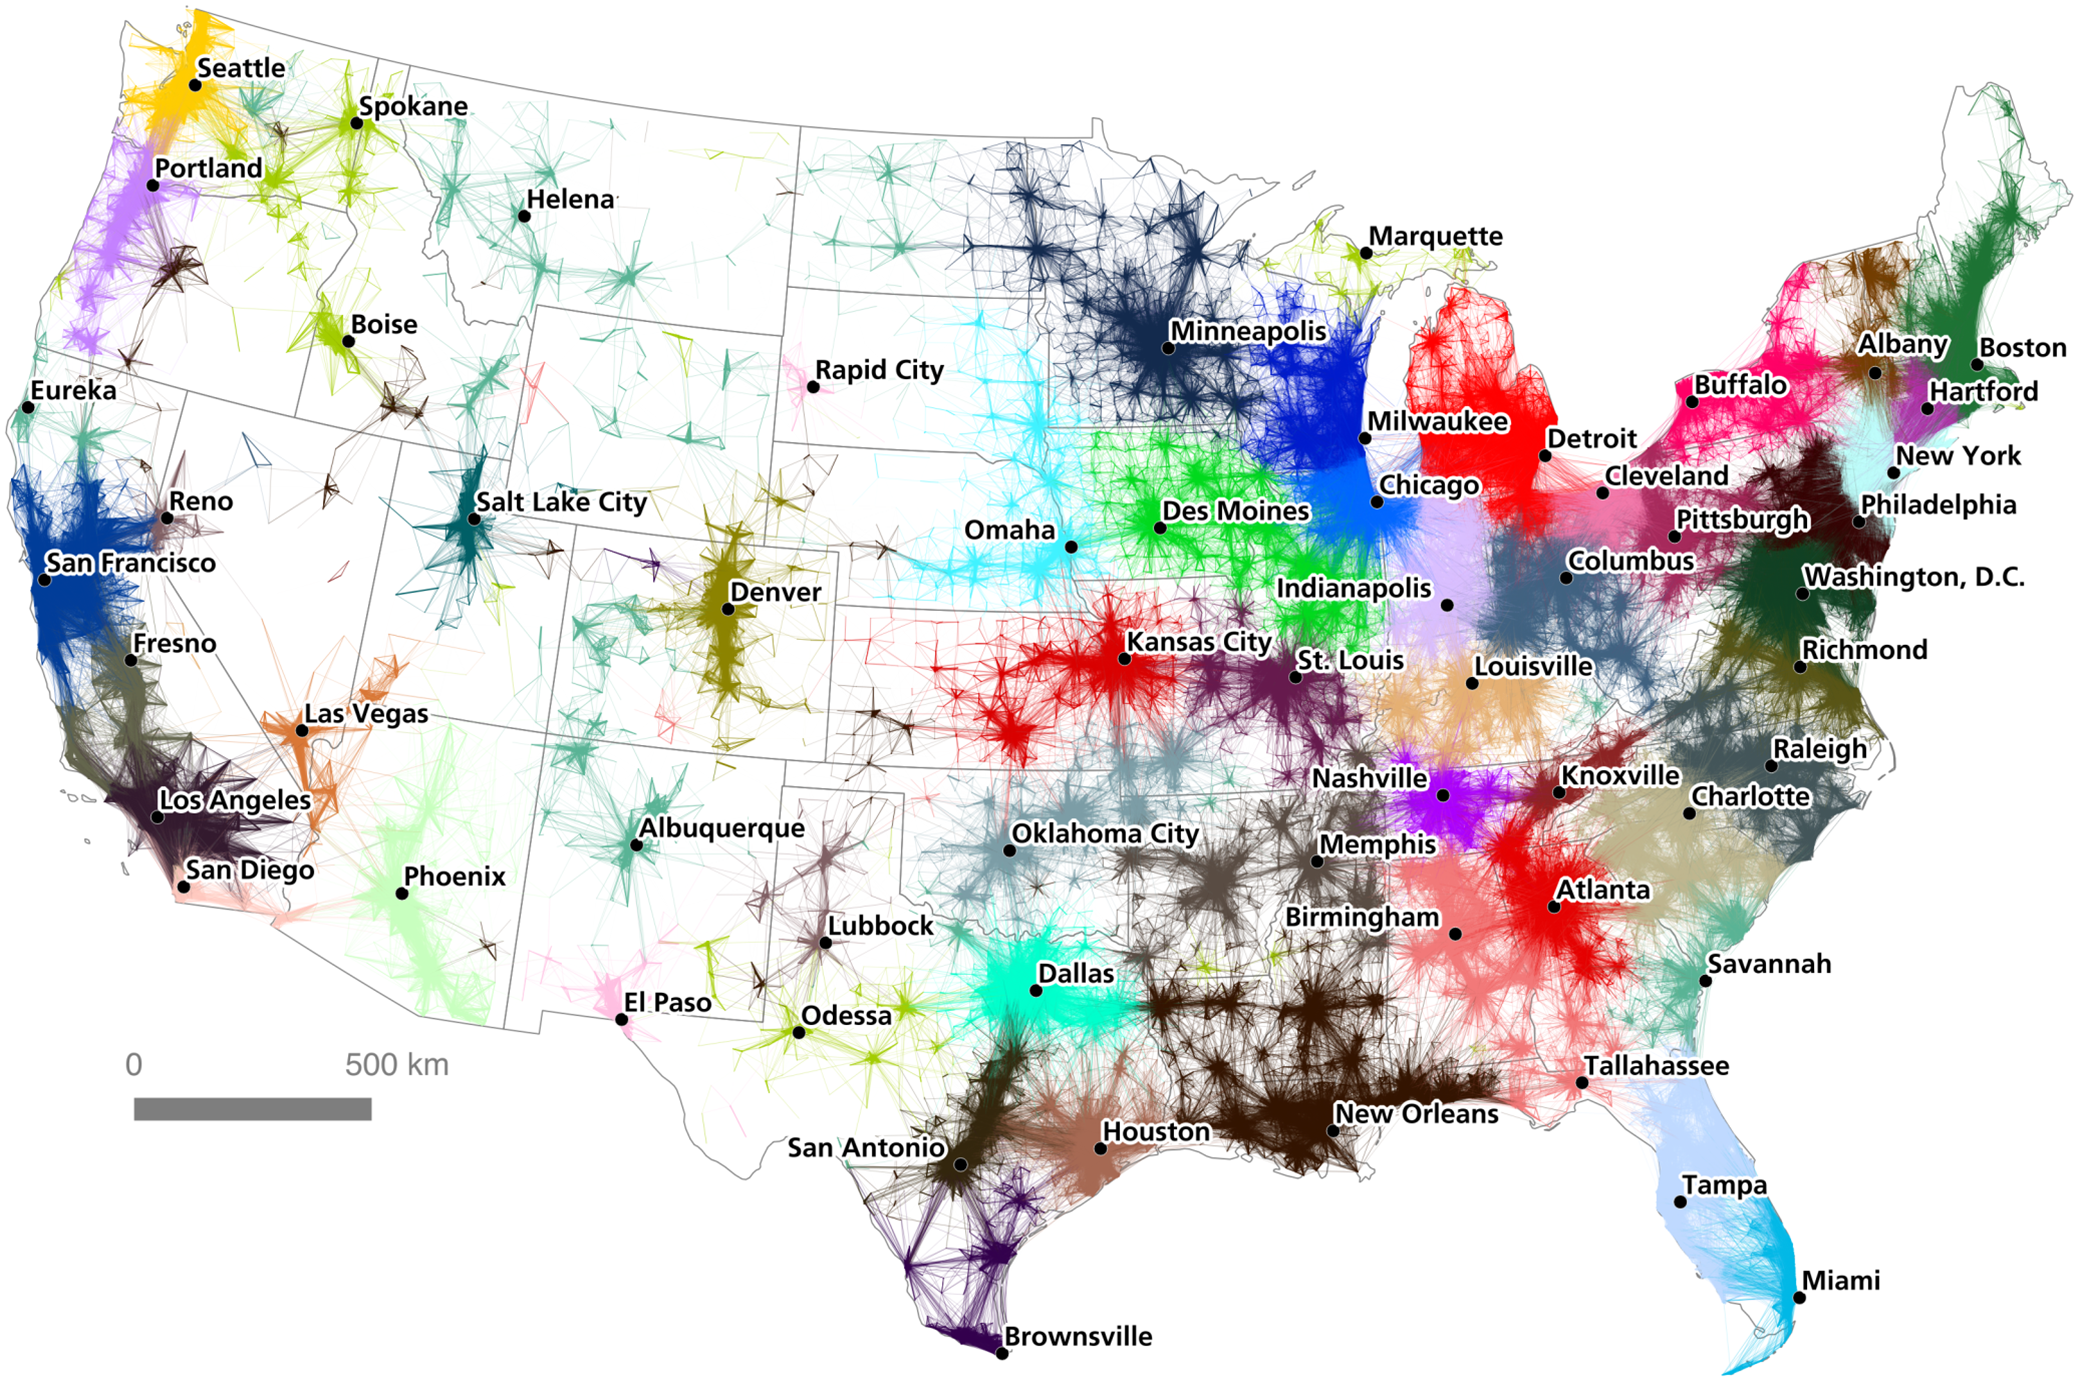 Seattle
Spokane
Portland
Helena
Marquette
Boise
Minneapolis
Albany
Boston
Rapid City
Buffalo
Hartford
Eureka
Milwaukee
Detroit
New York
Cleveland
Chicago
Reno
Salt Lake City
Des Moines
Philadelphia
Pittsburgh
Omaha
San Francisco
Columbus
Washington, D.C.
Denver
Indianapolis
Fresno
Kansas City
St. Louis
Louisville
Richmond
Las Vegas
Raleigh
Nashville
Knoxville
Los Angeles
Charlotte
Albuquerque
Oklahoma City
Memphis
San Diego
Phoenix
Atlanta
Birmingham
Lubbock
Savannah
Dallas
El Paso
Odessa
0 500 km
Tallahassee
New Orleans
Houston
San Antonio
Tampa
Miami
Brownsville